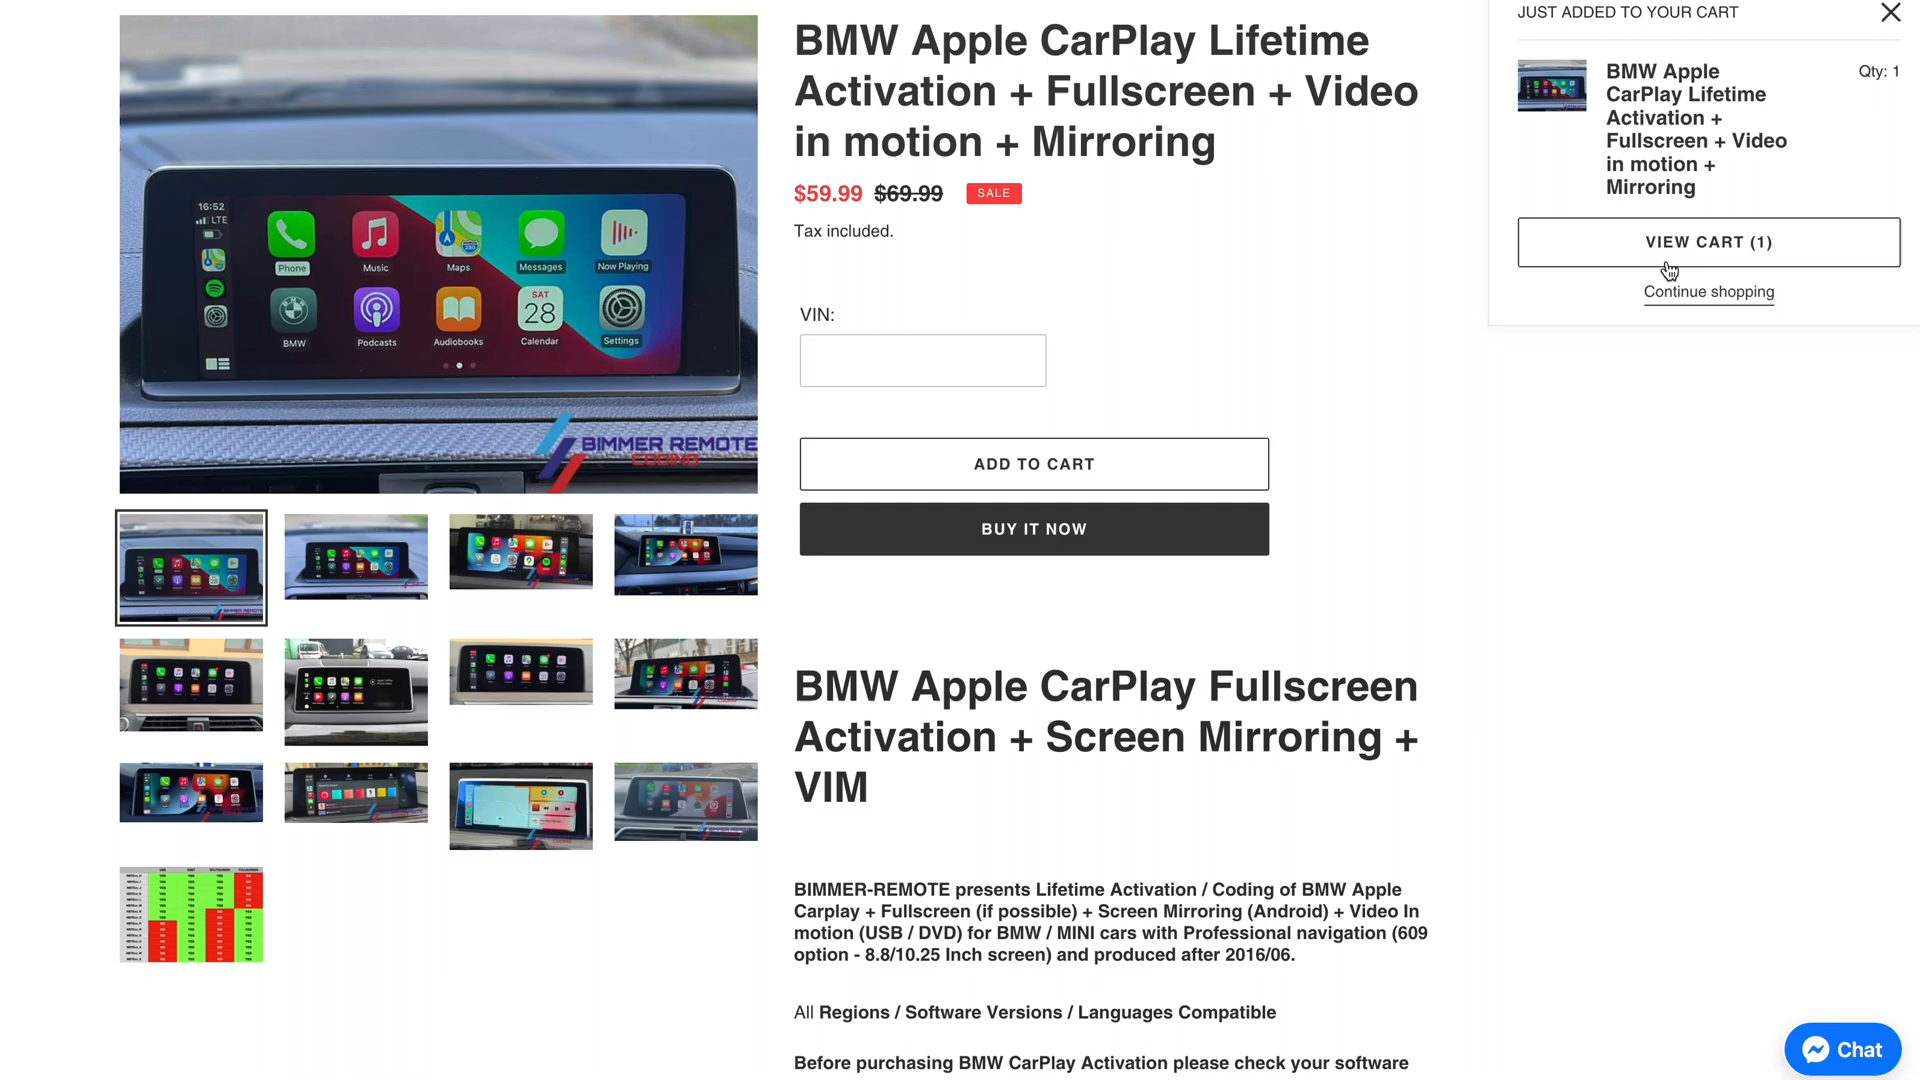 JUST ADDED TO YOUR CART
BMW Apple
CarPlay Lifetime
Activation +
Fullscreen + Video
in motion +
Mirroring
Qty: 1
VIEW CART (1)
Continue shopping
BMW Apple CarPlay Lifetime
Activation + Fullscreen + Video
in motion + Mirroring
$59.99 $69.99 SALE
Tax included.
VIN:
ADD TO CART
BUY IT NOW
16:52
LTE
Phone Music Maps Messages Now Playing
SAT
28
BMW Podcasts Audiobooks Calendar Settings
BIMMER REMOTE
CODING
BMW Apple CarPlay Fullscreen
Activation + Screen Mirroring +
VIM
BIMMER-REMOTE presents Lifetime Activation / Coding of BMW Apple
Carplay + Fullscreen (if possible) + Screen Mirroring (Android) + Video In
motion (USB / DVD) for BMW / MINI cars with Professional navigation (609
option - 8.8/10.25 Inch screen) and produced after 2016/06.
All Regions / Software Versions / Languages Compatible
Before purchasing BMW CarPlay Activation please check your software
Chat